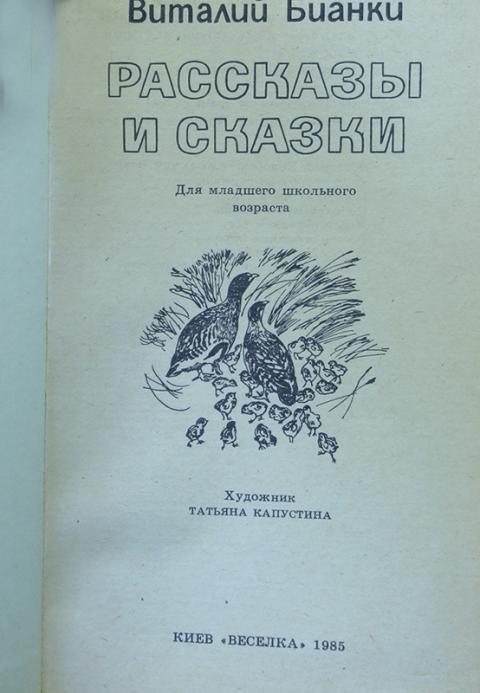 Виталий Бианки
РАССКАЗЫ
И СКАЗКИ
Для младшего школьного
возраста
Художник
ТАТЬЯНА КАПУСТИНА
КИЕВ «ВЕСЕЛКА» 1985